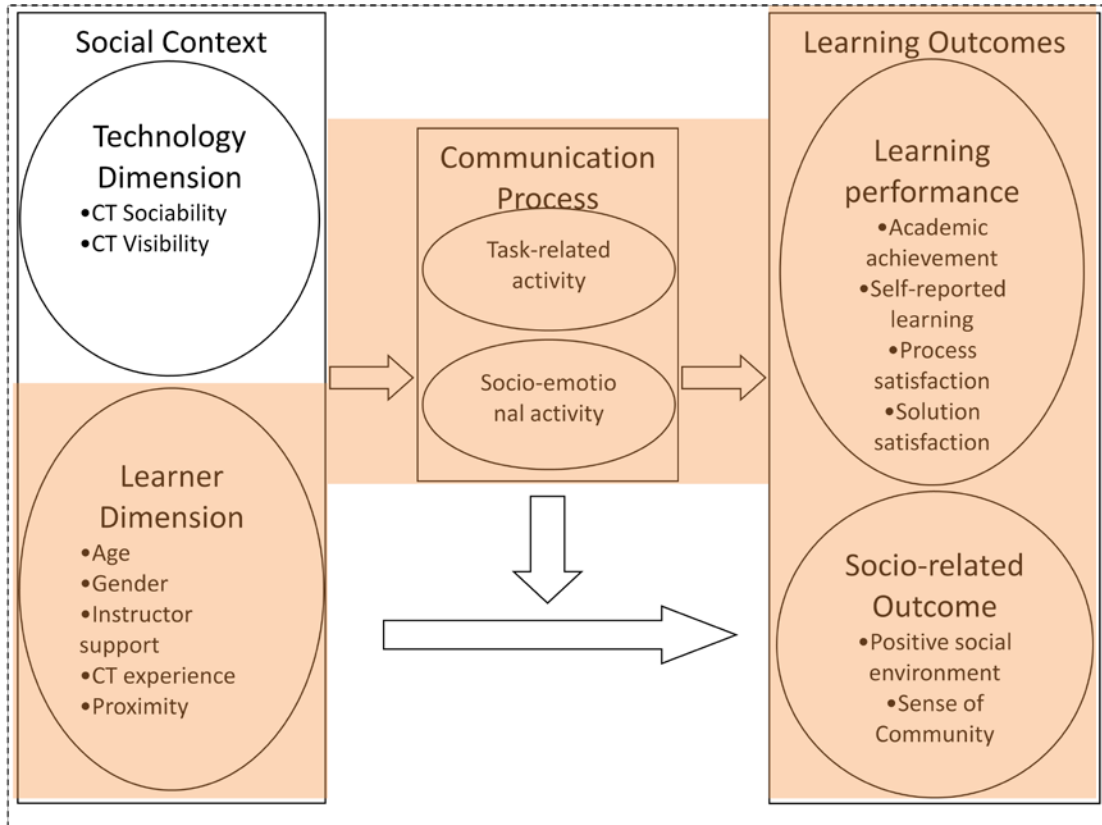 Social Context
Technology
Dimension
•CT Sociability
•CT Visibility
Learner
Dimension
•Age
•Gender
•Instructor
support
•CT experience
•Proximity
Communication
Process
Task-related
activity
Socio-emotio
nal activity
Learning Outcomes
Learning
performance
•Academic
achievement
•Self-reported
learning
•Process
satisfaction
•Solution
satisfaction
Socio-related
Outcome
•Positive social
environment
•Sense of
Community